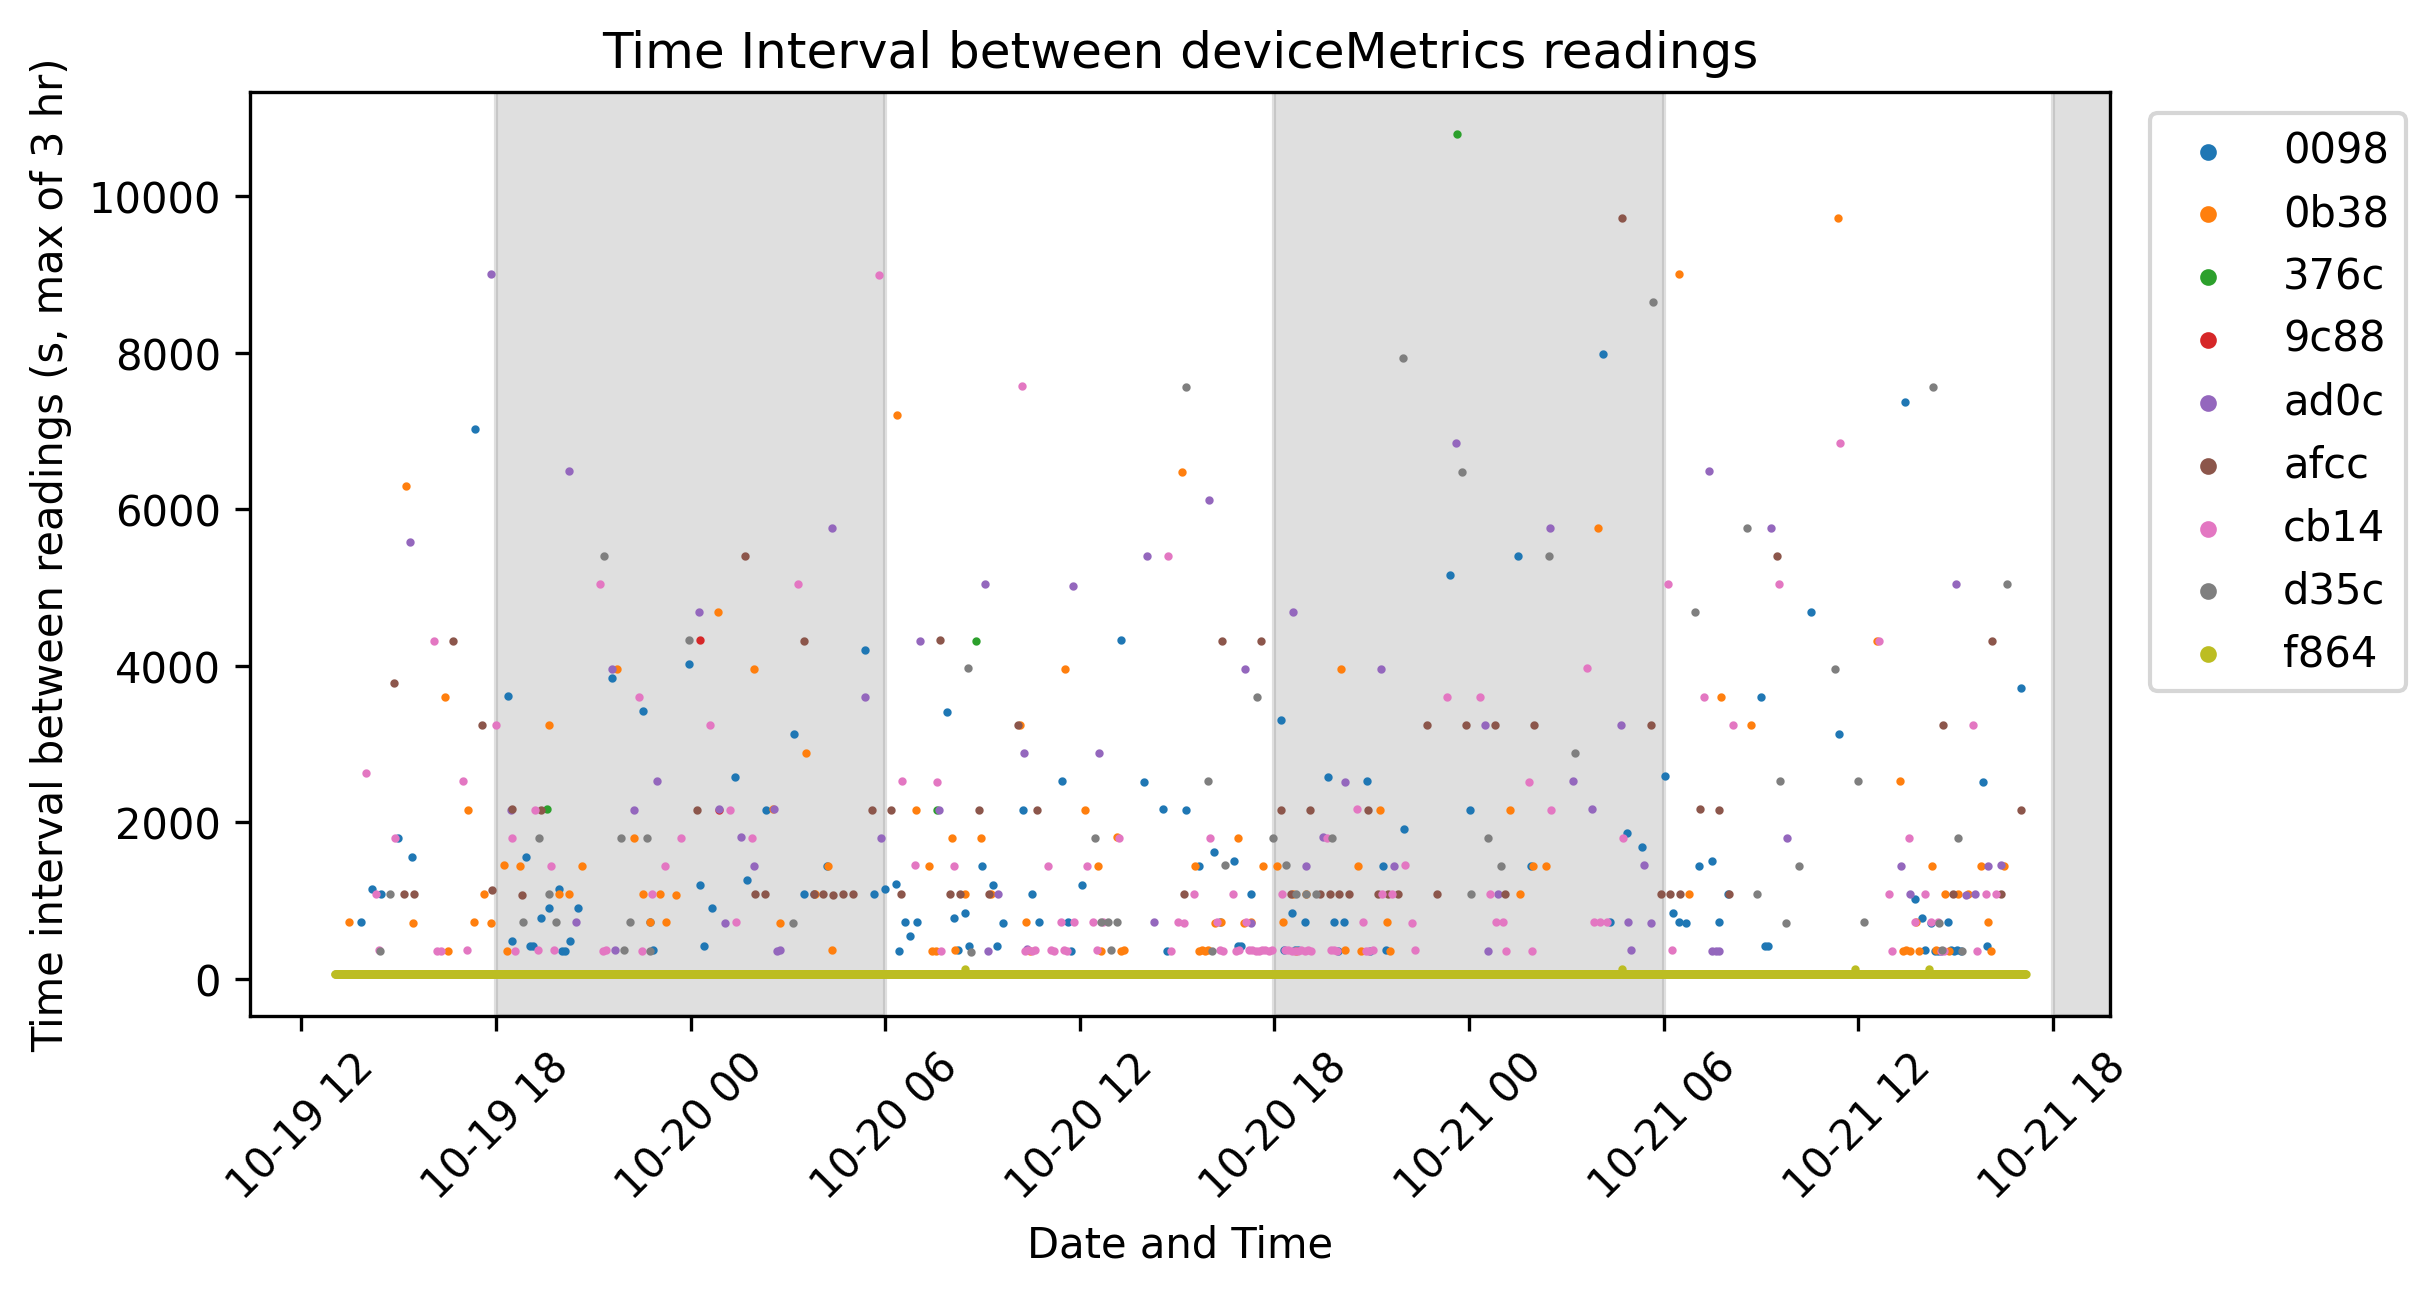 Time Interval between deviceMetrics readings
Time interval between readings (s, max of 3 hr)
10000
8000
6000
4000
2000
0
10-19 12
10-19 18
10-20 00
10-20 06
10-20 12
10-20 18
10-21 00
10-21 06
10-21 12
10-21 18
Date and Time
0098
0b38
376c
9c88
ad0c
afcc
cb14
d35c
f864